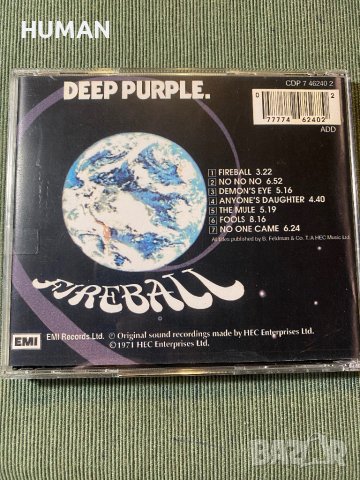 HUMAN
DEEP PURPLE.
CDP 7 46240 2
0 2
77774 62402
ADD
1 FIREBALL 3.22
2 NO NO NO 6.52
3 DEMON'S EYE 5.16
4 ANYONE'S DAUGHTER 4.40
5 THE MULE 5.19
6 FOOLS 8.16
7 NO ONE CAME 6.24
All titles published by B. Feldman & Co. T/A HEC Music Ltd
FIREBALL
EMI EMI Records Ltd. ℗ Original sound recordings made by HEC Enterprises Ltd.
©1971 HEC Enterprises Ltd.
BAZAR